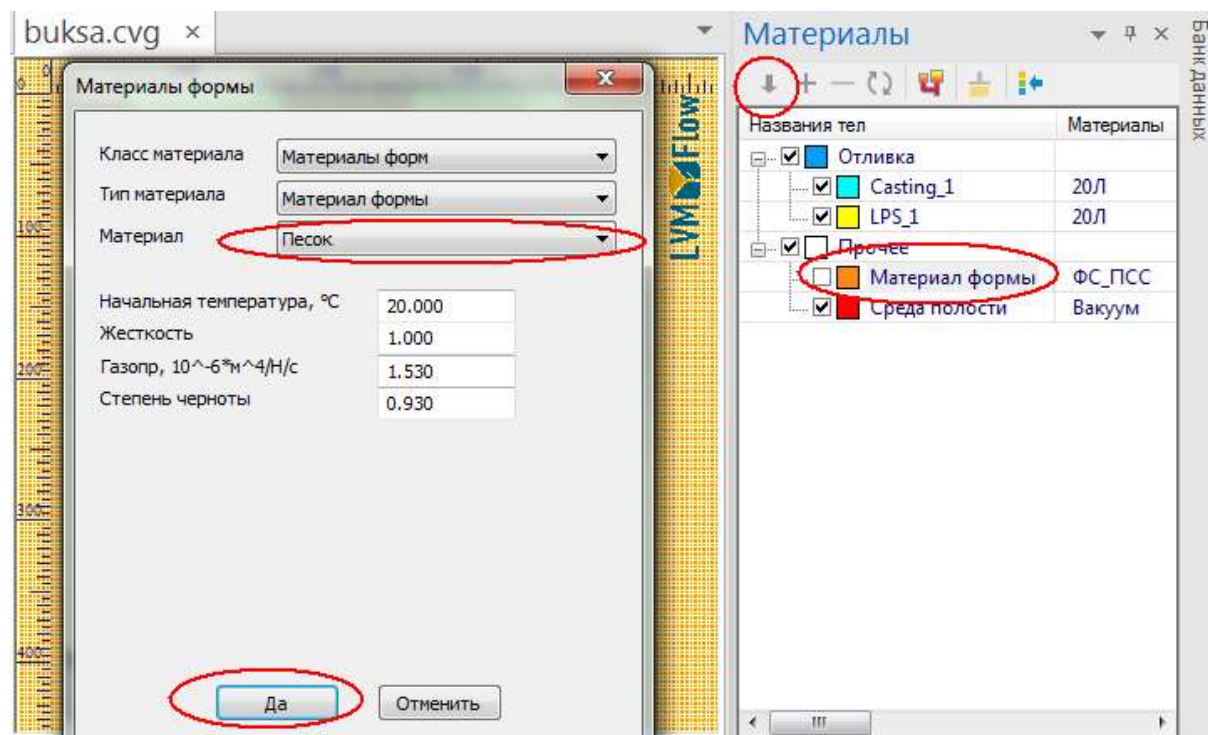 buksa.cvg ×
Материалы формы
Класс материала Материалы форм
Тип материала Материал формы
Материал Песок
Начальная температура, °C 20.000
Жесткость 1.000
Газопр, 10^-6*м^4/Н/с 1.530
Степень черноты 0.930
Да Отменить
0 0
100
200
300
400
LVMFlow
Материалы
Названия тел Материалы
Отливка
Casting_1 20Л
LPS_1 20Л
Прочее
Материал формы ФС_ПСС
Среда полости Вакуум
Банк данных